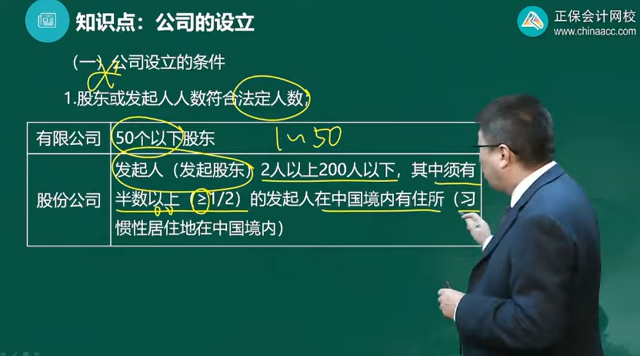 知识点：公司的设立
正保会计网校
www.chinaacc.com
（一）公司设立的条件
1.股东或发起人人数符合法定人数；
有限公司
50个以下股东
1~50
股份公司
发起人（发起股东）2人以上200人以下，其中须有
半数以上（≥1/2）的发起人在中国境内有住所（习
惯性居住地在中国境内）